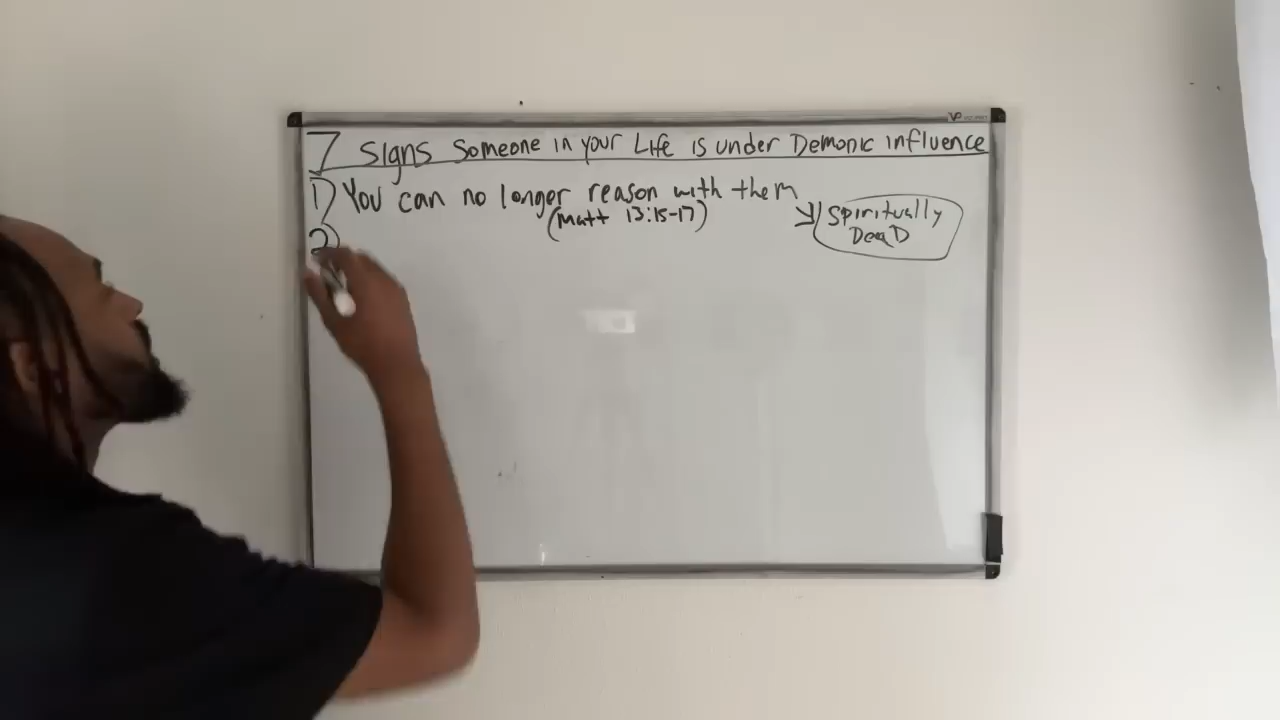 7 Signs Someone in your Life is under Demonic influence
1) You can no longer reason with them
(Matt 13:15-17)
Spiritually
DeaD
2)